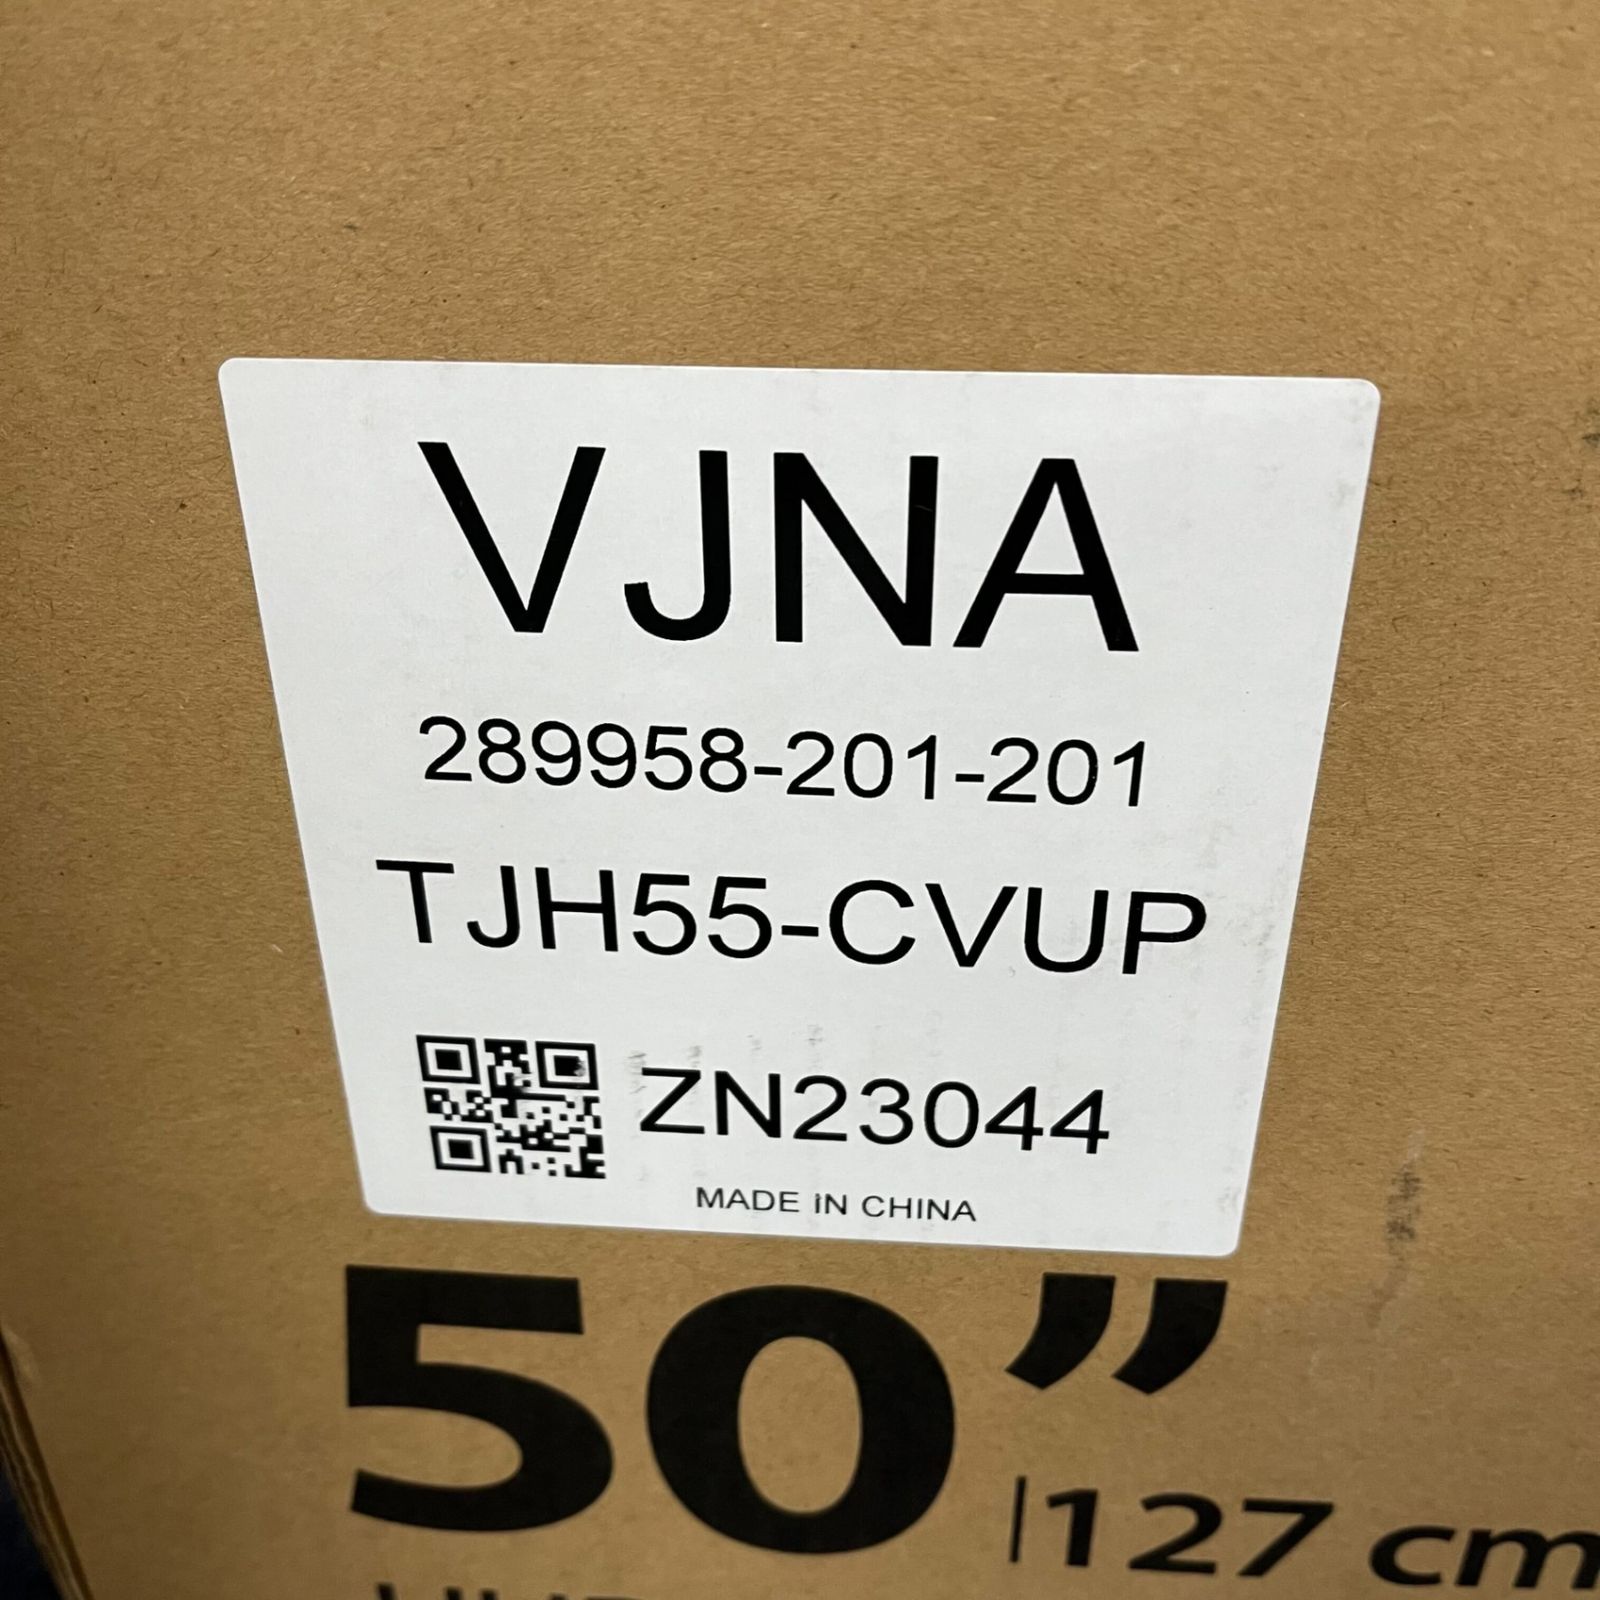 VJNA
289958-201-201
TJH55-CVUP
ZN23044
MADE IN CHINA
50”
|127 cm